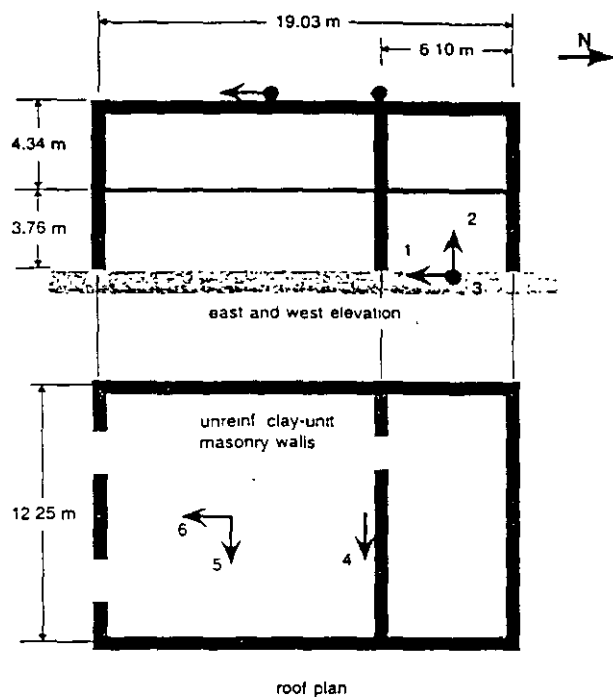 19.03 m
6 10 m
N
4.34 m
3.76 m
2
1
3
east and west elevation
unreinf clay-unit
masonry walls
12 25 m
6
5
4
roof plan